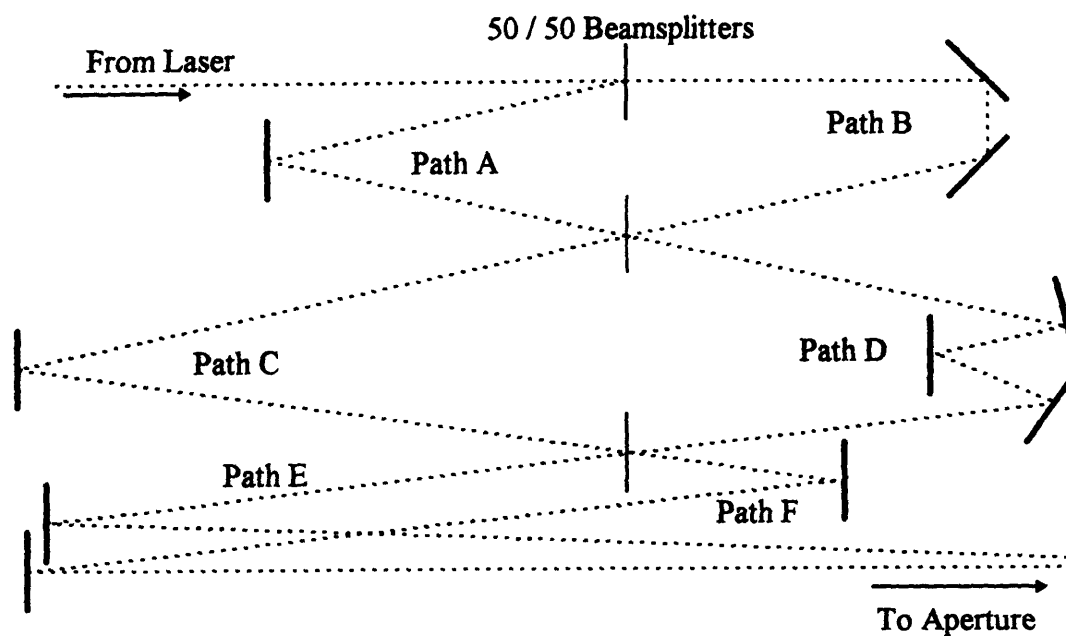 50 / 50 Beamsplitters
From Laser
Path B
Path A
Path D
Path C
Path E
Path F
To Aperture